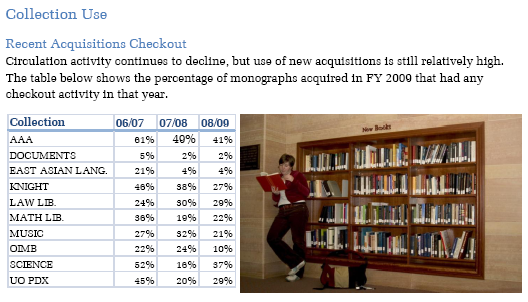 Collection Use
Recent Acquisitions Checkout
Circulation activity continues to decline, but use of new acquisitions is still relatively high.
The table below shows the percentage of monographs acquired in FY 2009 that had any
checkout activity in that year.
Collection 06/07 07/08 08/09
AAA 61% 49% 41%
DOCUMENTS 5% 2% 2%
EAST ASIAN LANG. 21% 4% 4%
KNIGHT 46% 38% 27%
LAW LIB. 24% 30% 29%
MATH LIB. 36% 19% 22%
MUSIC 27% 32% 21%
OIMB 22% 24% 10%
SCIENCE 52% 16% 37%
UO PDX 45% 20% 29%
New Books